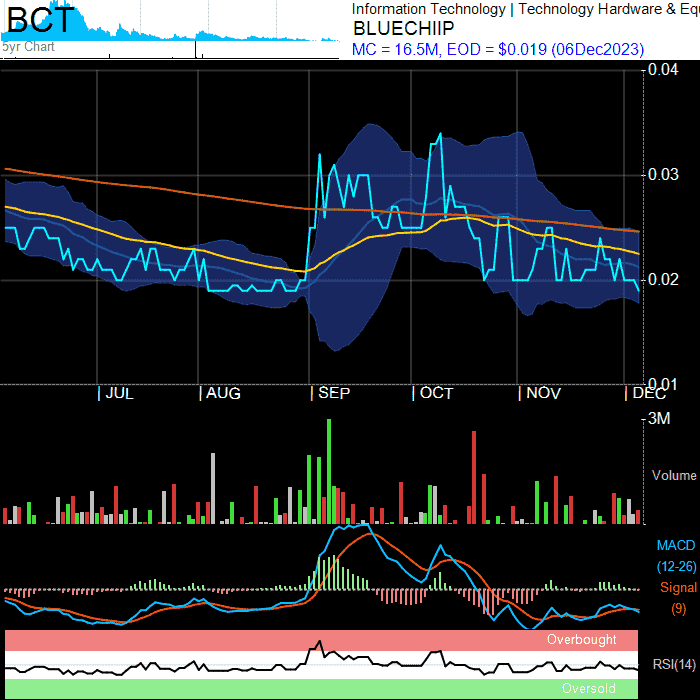 BCT
5yr Chart
Information Technology | Technology Hardware & Equ
BLUECHIIP
MC = 16.5M, EOD = $0.019 (06Dec2023)
0.04
0.03
0.02
0.01
| JUL
| AUG
| SEP
| OCT
| NOV
| DEC
3M
Volume
MACD
(12-26)
Signal
(9)
Overbought
RSI(14)
Oversold